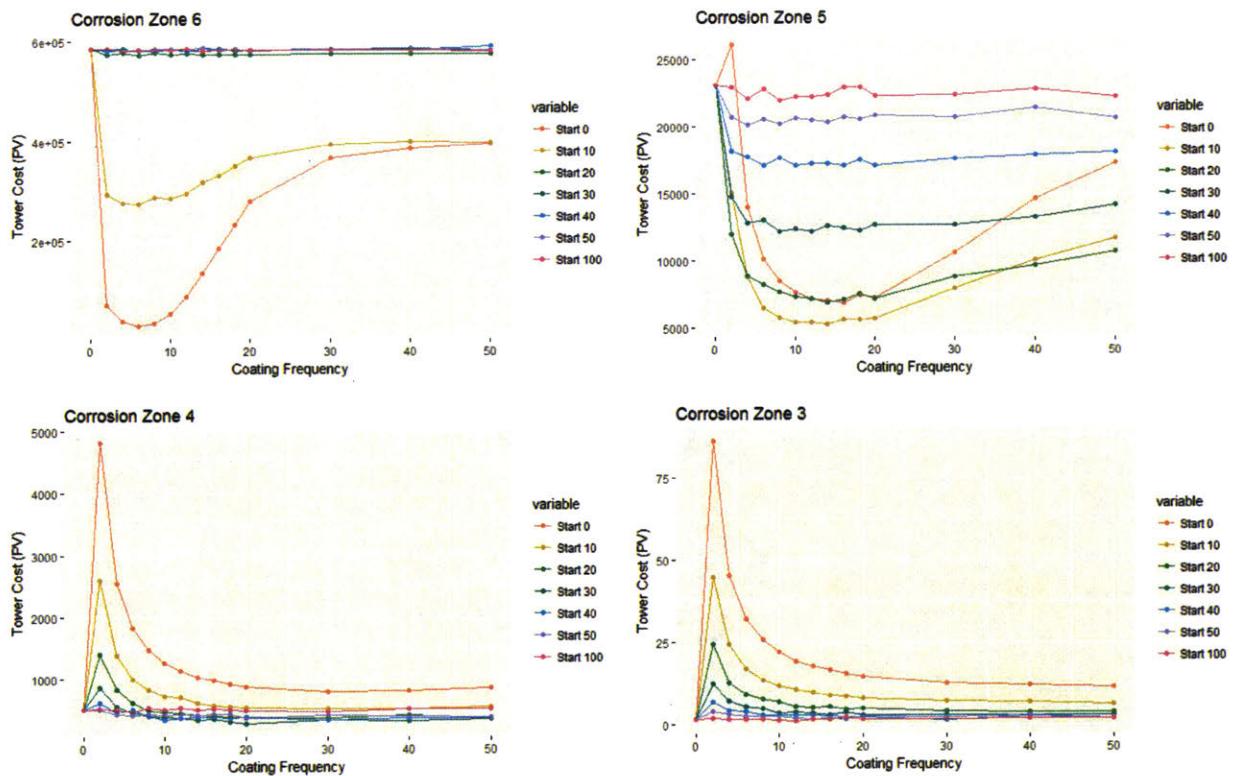 Corrosion Zone 6
6e+05
4e+05
2e+05
Tower Cost (PV)
0 10 20 30 40 50
Coating Frequency
variable
Start 0
Start 10
Start 20
Start 30
Start 40
Start 50
Start 100
Corrosion Zone 5
25000
20000
15000
10000
5000
Tower Cost (PV)
0 10 20 30 40 50
Coating Frequency
variable
Start 0
Start 10
Start 20
Start 30
Start 40
Start 50
Start 100
Corrosion Zone 4
5000
4000
3000
2000
1000
Tower Cost (PV)
0 10 20 30 40 50
Coating Frequency
variable
Start 0
Start 10
Start 20
Start 30
Start 40
Start 50
Start 100
Corrosion Zone 3
75
50
25
0
Tower Cost (PV)
0 10 20 30 40 50
Coating Frequency
variable
Start 0
Start 10
Start 20
Start 30
Start 40
Start 50
Start 100